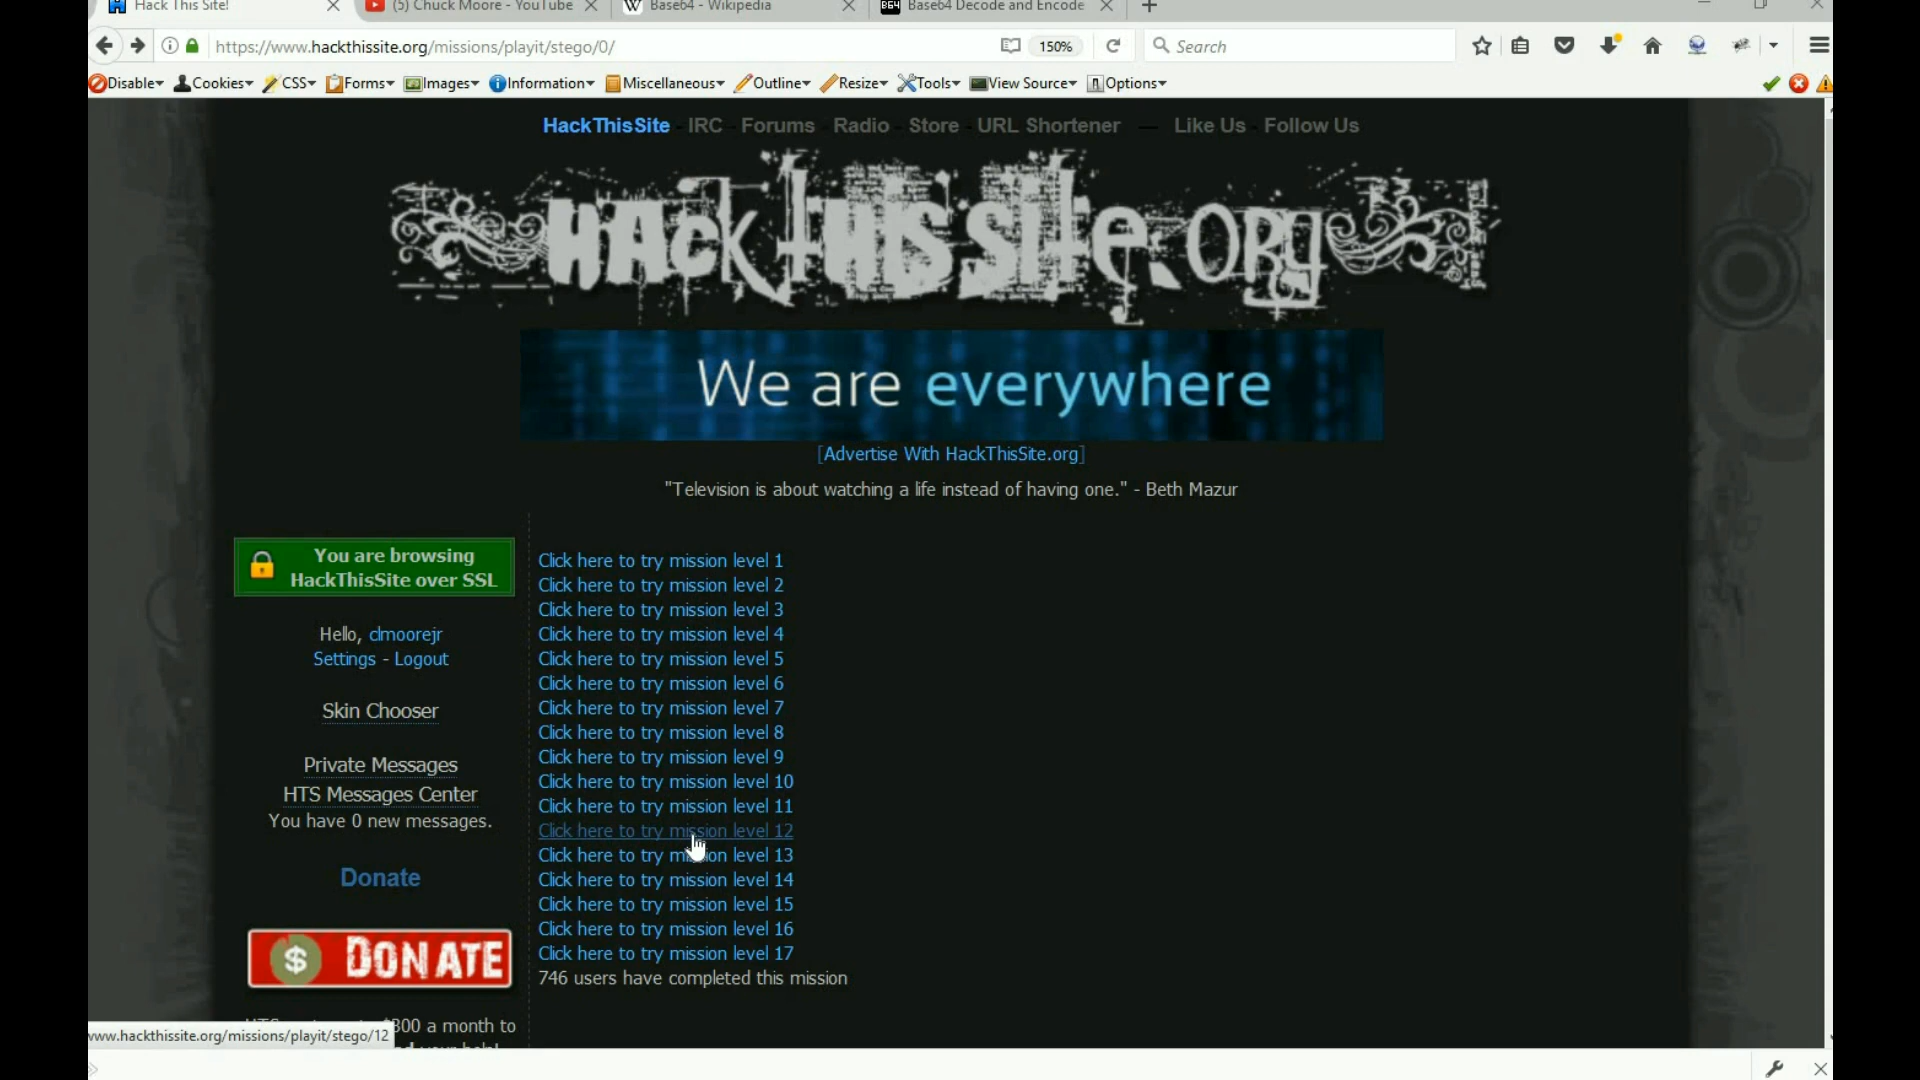 Hack This Site!
(5) Chuck Moore - YouTube
Base64 - Wikipedia
B64
Base64 Decode and Encode
https://www.hackthissite.org/missions/playit/stego/0/
150%
Search
Disable
Cookies
CSS
Forms
Images
Information
Miscellaneous
Outline
Resize
Tools
View Source
Options
HackThisSite - IRC - Forums - Radio - Store - URL Shortener — Like Us - Follow Us
HACK THIS SITE.ORG
We are everywhere
[Advertise With HackThisSite.org]
"Television is about watching a life instead of having one." - Beth Mazur
You are browsing
HackThisSite over SSL
Hello, clmoorejr
Settings - Logout
Skin Chooser
Private Messages
HTS Messages Center
You have 0 new messages.
Donate
$ DONATE
$300 a month to
Click here to try mission level 1
Click here to try mission level 2
Click here to try mission level 3
Click here to try mission level 4
Click here to try mission level 5
Click here to try mission level 6
Click here to try mission level 7
Click here to try mission level 8
Click here to try mission level 9
Click here to try mission level 10
Click here to try mission level 11
Click here to try mission level 12
Click here to try mission level 13
Click here to try mission level 14
Click here to try mission level 15
Click here to try mission level 16
Click here to try mission level 17
746 users have completed this mission
www.hackthissite.org/missions/playit/stego/12